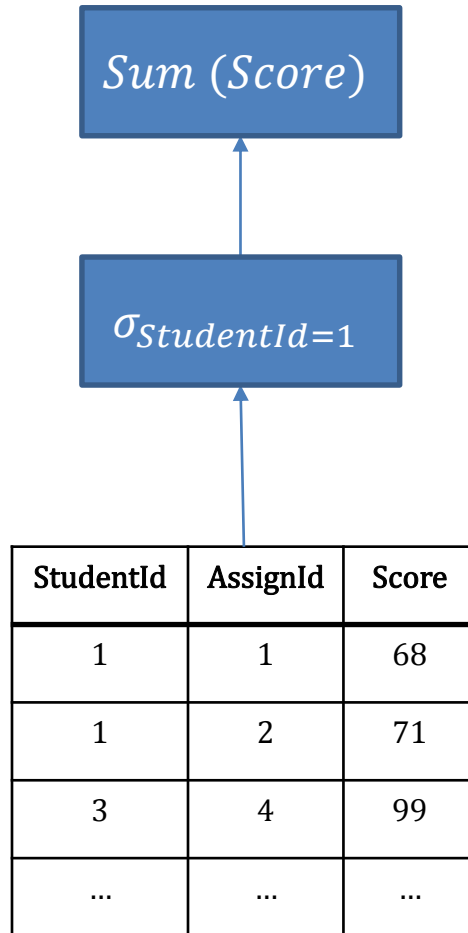 Sum (Score)
σStudentId=1
StudentId AssignId Score
1 1 68
1 2 71
3 4 99
... ... ...